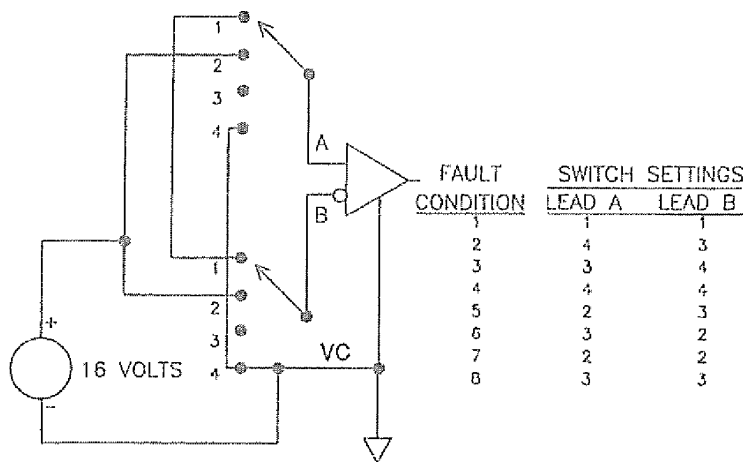 1
2
3
4
A
B
1
2
3
4
VC
+
16 VOLTS
-
FAULT CONDITION
SWITCH SETTINGS
LEAD A LEAD B
1 1 1
2 4 3
3 3 4
4 4 4
5 2 3
6 3 2
7 2 2
8 3 3